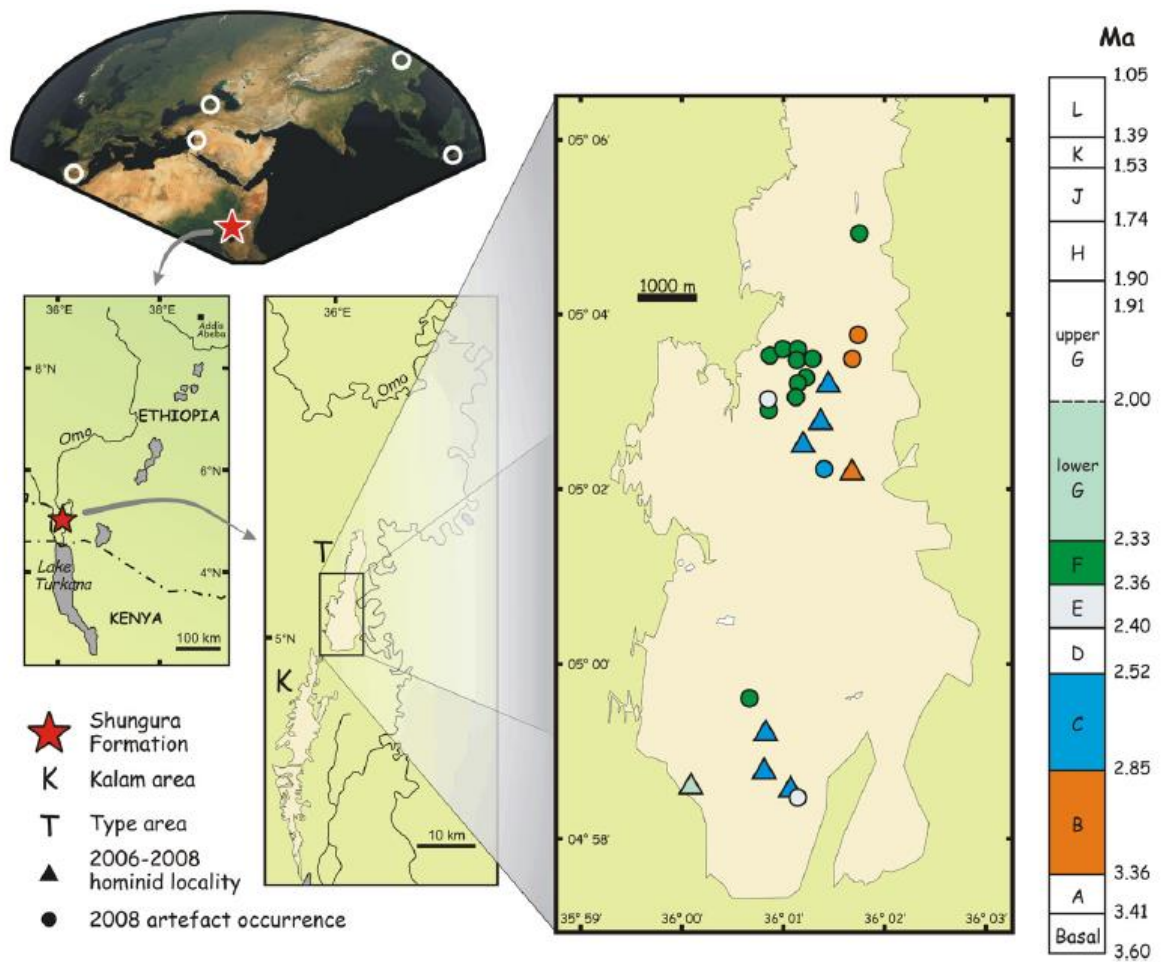 36°E
38°E
Addis
Abeba
8°N
ETHIOPIA
Omo
6°N
Lake
Turkana
4°N
KENYA
100 km
36°E
Omo
T
5°N
K
10 km
Shungura
Formation
K Kalam area
T Type area
2006-2008
hominid locality
2008 artefact occurrence
05° 06'
1000 m
05° 04'
05° 02'
05° 00'
04° 58'
35° 59' 36° 00' 36° 01' 36° 02' 36° 03'
Ma
1.05
L
1.39
K
1.53
J
1.74
H
1.90
1.91
upper
G
2.00
lower
G
2.33
F
2.36
E
2.40
D
2.52
C
2.85
B
3.36
A
3.41
Basal
3.60